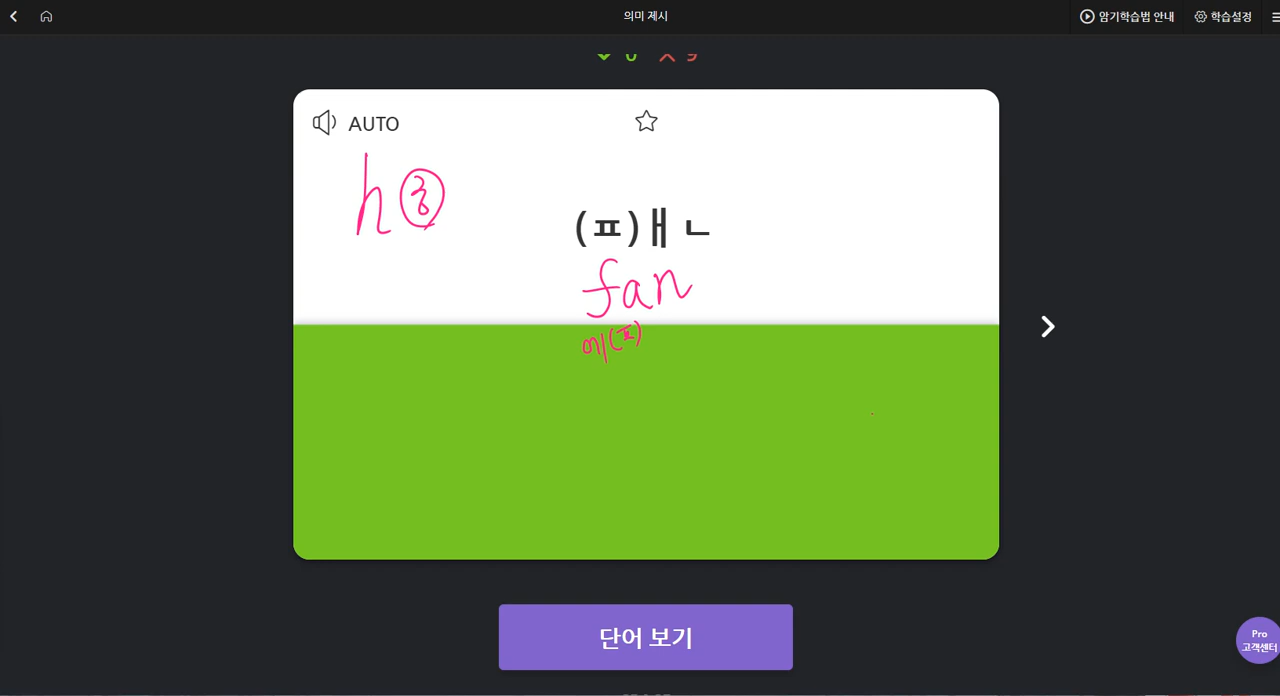 의미 제시
암기학습법 안내
학습설정
AUTO
h ㅎ
(ㅍ)ㅐㄴ
fan
에(ㅍ)
단어 보기
Pro
고객센터